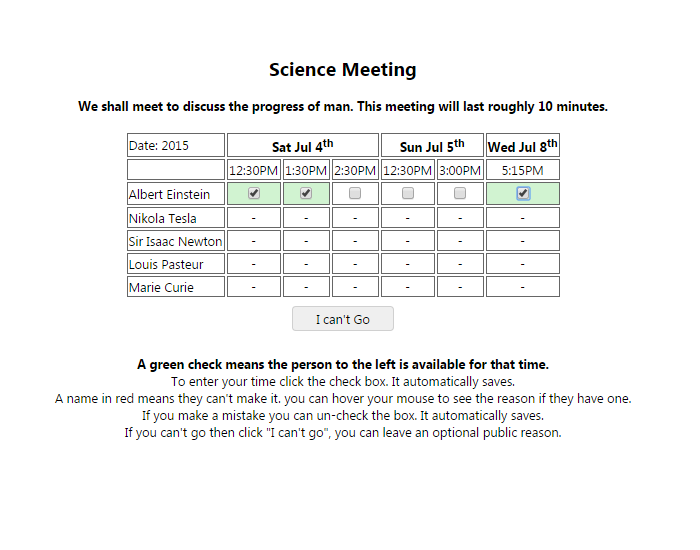 Science Meeting
We shall meet to discuss the progress of man. This meeting will last roughly 10 minutes.
Date: 2015 Sat Jul 4th Sun Jul 5th Wed Jul 8th
12:30PM 1:30PM 2:30PM 12:30PM 3:00PM 5:15PM
Albert Einstein
Nikola Tesla - - - - - -
Sir Isaac Newton - - - - - -
Louis Pasteur - - - - - -
Marie Curie - - - - - -
I can't Go
A green check means the person to the left is available for that time.
To enter your time click the check box. It automatically saves.
A name in red means they can't make it. you can hover your mouse to see the reason if they have one.
If you make a mistake you can un-check the box. It automatically saves.
If you can't go then click "I can't go", you can leave an optional public reason.